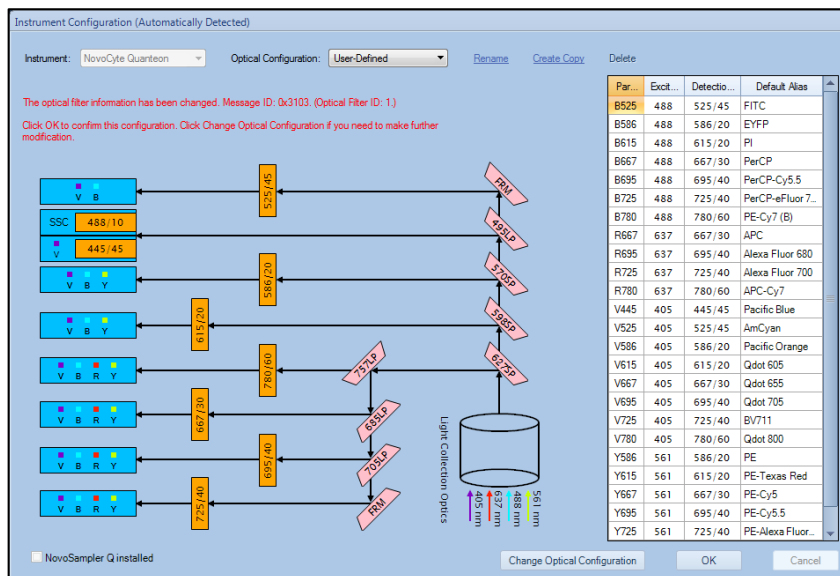 Instrument Configuration (Automatically Detected)
Instrument: NovoCyte Quanteon Optical Configuration: User-Defined Rename Create Copy Delete
The optical filter information has been changed. Message ID: 0x3103. (Optical Filter ID: 1.)
Click OK to confirm this configuration. Click Change Optical Configuration if you need to make further
modification.
V B
525/45
FRM
SSC 488/10
V 445/45
495LP
V B Y
586/20
570SP
V B Y
615/20
598SP
V B R Y
780/60
757LP
627SP
V B R Y
667/30
685LP
V B R Y
695/40
705LP
V B R Y
725/40
FRM
Light Collection Optics
405 nm
637 nm
488 nm
561 nm
Par... Excit... Detectio... Default Alias
B525 488 525/45 FITC
B586 488 586/20 EYFP
B615 488 615/20 PI
B667 488 667/30 PerCP
B695 488 695/40 PerCP-Cy5.5
B725 488 725/40 PerCP-eFluor 7...
B780 488 780/60 PE-Cy7 (B)
R667 637 667/30 APC
R695 637 695/40 Alexa Fluor 680
R725 637 725/40 Alexa Fluor 700
R780 637 780/60 APC-Cy7
V445 405 445/45 Pacific Blue
V525 405 525/45 AmCyan
V586 405 586/20 Pacific Orange
V615 405 615/20 Qdot 605
V667 405 667/30 Qdot 655
V695 405 695/40 Qdot 705
V725 405 725/40 BV711
V780 405 780/60 Qdot 800
Y586 561 586/20 PE
Y615 561 615/20 PE-Texas Red
Y667 561 667/30 PE-Cy5
Y695 561 695/40 PE-Cy5.5
Y725 561 725/40 PE-Alexa Fluor...
NovoSampler Q installed
Change Optical Configuration OK Cancel